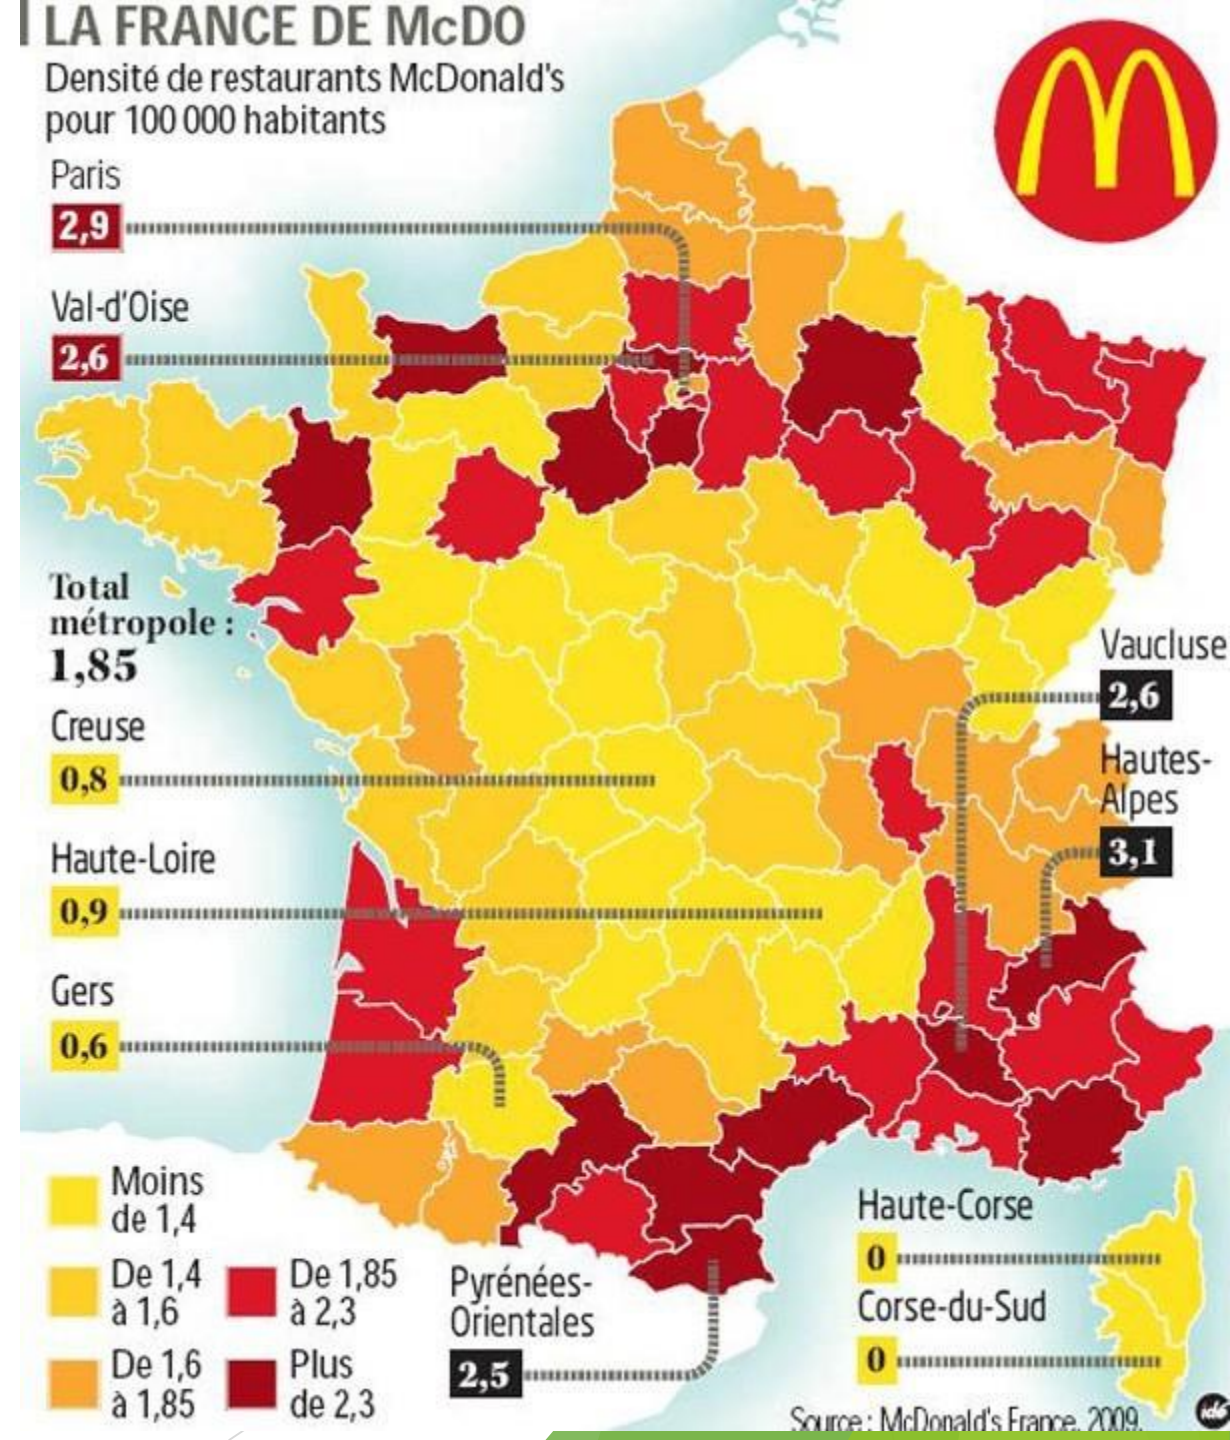 LA FRANCE DE McDO
Densité de restaurants McDonald's
pour 100 000 habitants
Paris
2,9
Val-d'Oise
2,6
Total
métropole :
1,85
Creuse
0,8
Haute-Loire
0,9
Gers
0,6
Vaucluse
2,6
Hautes-
Alpes
3,1
Moins
de 1,4
De 1,4
à 1,6
De 1,6
à 1,85
De 1,85
à 2,3
Plus
de 2,3
Pyrénées-
Orientales
2,5
Haute-Corse
0
Corse-du-Sud
0
Source : McDonald's France, 2009.
idé